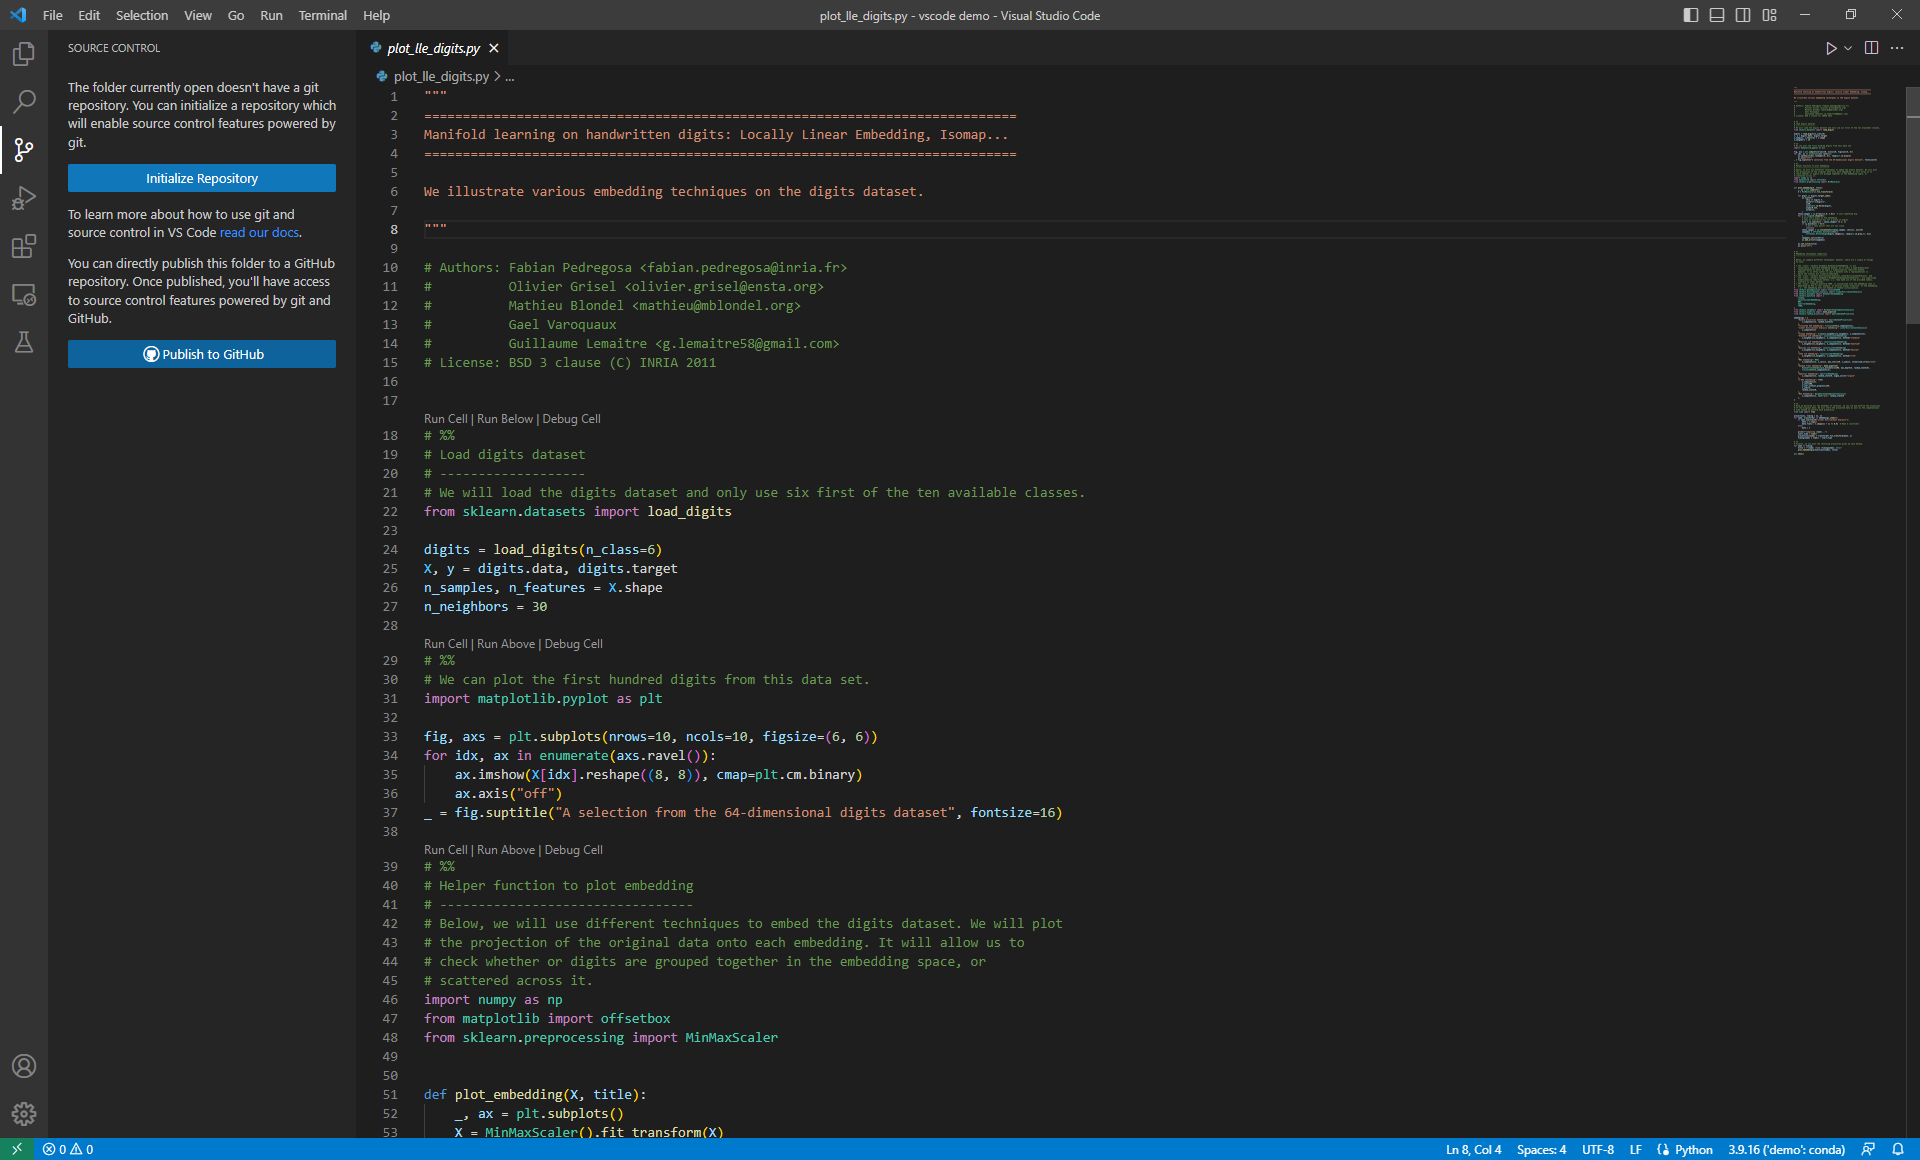 File Edit Selection View Go Run Terminal Help
plot_lle_digits.py - vscode demo - Visual Studio Code
SOURCE CONTROL
The folder currently open doesn't have a git
repository. You can initialize a repository which
will enable source control features powered by
git.
Initialize Repository
To learn more about how to use git and
source control in VS Code read our docs.
You can directly publish this folder to a GitHub
repository. Once published, you'll have access
to source control features powered by git and
GitHub.
Publish to GitHub
plot_lle_digits.py
plot_lle_digits.py > ...
1 """
2 =============================================================================
3 Manifold learning on handwritten digits: Locally Linear Embedding, Isomap...
4 =============================================================================
5
6 We illustrate various embedding techniques on the digits dataset.
7
8 """
9
10 # Authors: Fabian Pedregosa <fabian.pedregosa@inria.fr>
11 #          Olivier Grisel <olivier.grisel@ensta.org>
12 #          Mathieu Blondel <mathieu@mblondel.org>
13 #          Gael Varoquaux
14 #          Guillaume Lemaitre <g.lemaitre58@gmail.com>
15 # License: BSD 3 clause (C) INRIA 2011
16
17
Run Cell | Run Below | Debug Cell
18 # %%
19 # Load digits dataset
20 # -------------------
21 # We will load the digits dataset and only use six first of the ten available classes.
22 from sklearn.datasets import load_digits
23
24 digits = load_digits(n_class=6)
25 X, y = digits.data, digits.target
26 n_samples, n_features = X.shape
27 n_neighbors = 30
28
Run Cell | Run Above | Debug Cell
29 # %%
30 # We can plot the first hundred digits from this data set.
31 import matplotlib.pyplot as plt
32
33 fig, axs = plt.subplots(nrows=10, ncols=10, figsize=(6, 6))
34 for idx, ax in enumerate(axs.ravel()):
35     ax.imshow(X[idx].reshape((8, 8)), cmap=plt.cm.binary)
36     ax.axis("off")
37 _ = fig.suptitle("A selection from the 64-dimensional digits dataset", fontsize=16)
38
Run Cell | Run Above | Debug Cell
39 # %%
40 # Helper function to plot embedding
41 # ---------------------------------
42 # Below, we will use different techniques to embed the digits dataset. We will plot
43 # the projection of the original data onto each embedding. It will allow us to
44 # check whether or digits are grouped together in the embedding space, or
45 # scattered across it.
46 import numpy as np
47 from matplotlib import offsetbox
48 from sklearn.preprocessing import MinMaxScaler
49
50
51 def plot_embedding(X, title):
52     _, ax = plt.subplots()
53     X = MinMaxScaler().fit_transform(X)
0 0
Ln 8, Col 4 Spaces: 4 UTF-8 LF Python 3.9.16 ('demo': conda)